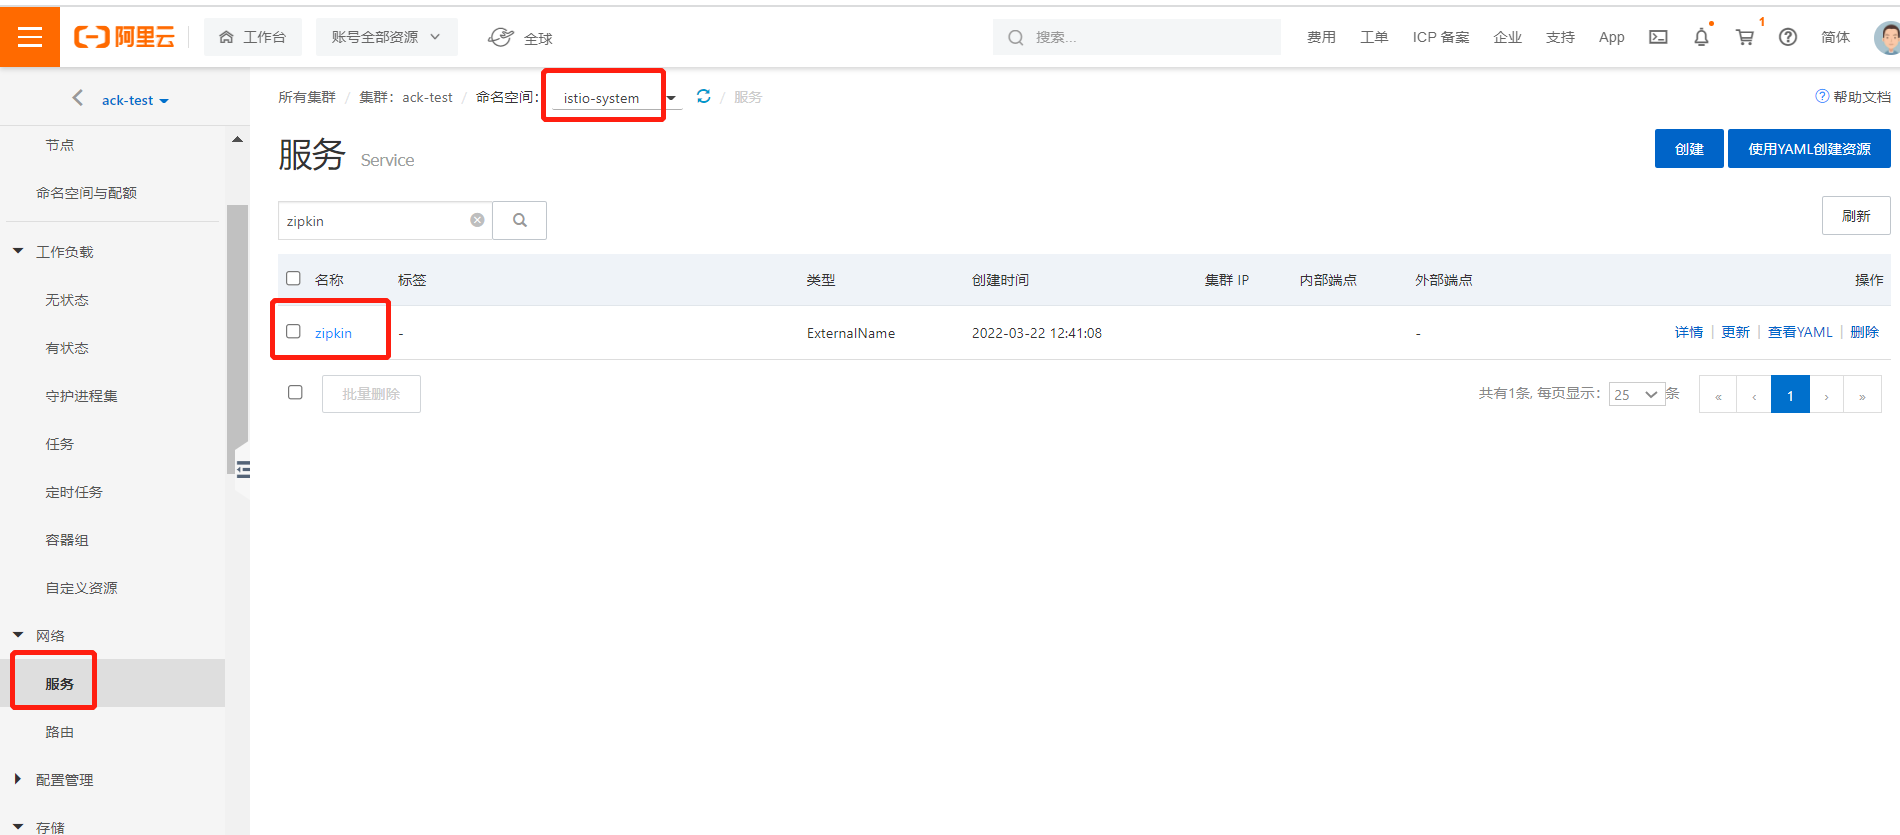 阿里云 工作台 账号全部资源 全球 搜索... 费用 工单 ICP 备案 企业 支持 App 1 简体
ack-test
所有集群 / 集群：ack-test / 命名空间： istio-system / 服务 帮助文档
节点
命名空间与配额
工作负载
无状态
有状态
守护进程集
任务
定时任务
容器组
自定义资源
网络
服务
路由
配置管理
存储
服务 Service
创建 使用YAML创建资源
zipkin
刷新
名称 标签 类型 创建时间 集群 IP 内部端点 外部端点 操作
zipkin - ExternalName 2022-03-22 12:41:08 - 详情 | 更新 | 查看YAML | 删除
批量删除 共有1条, 每页显示： 25 条 « ‹ 1 › »